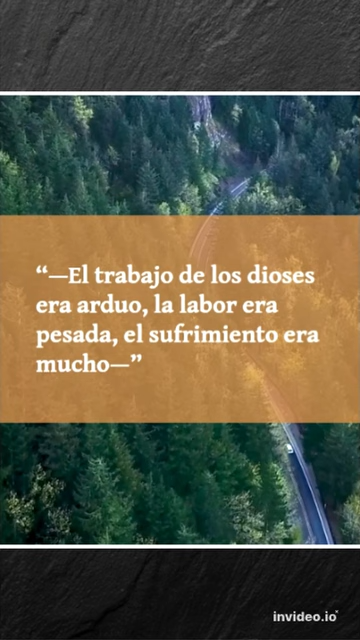 “—El trabajo de los dioses
era arduo, la labor era
pesada, el sufrimiento era
mucho—”
invideo.io